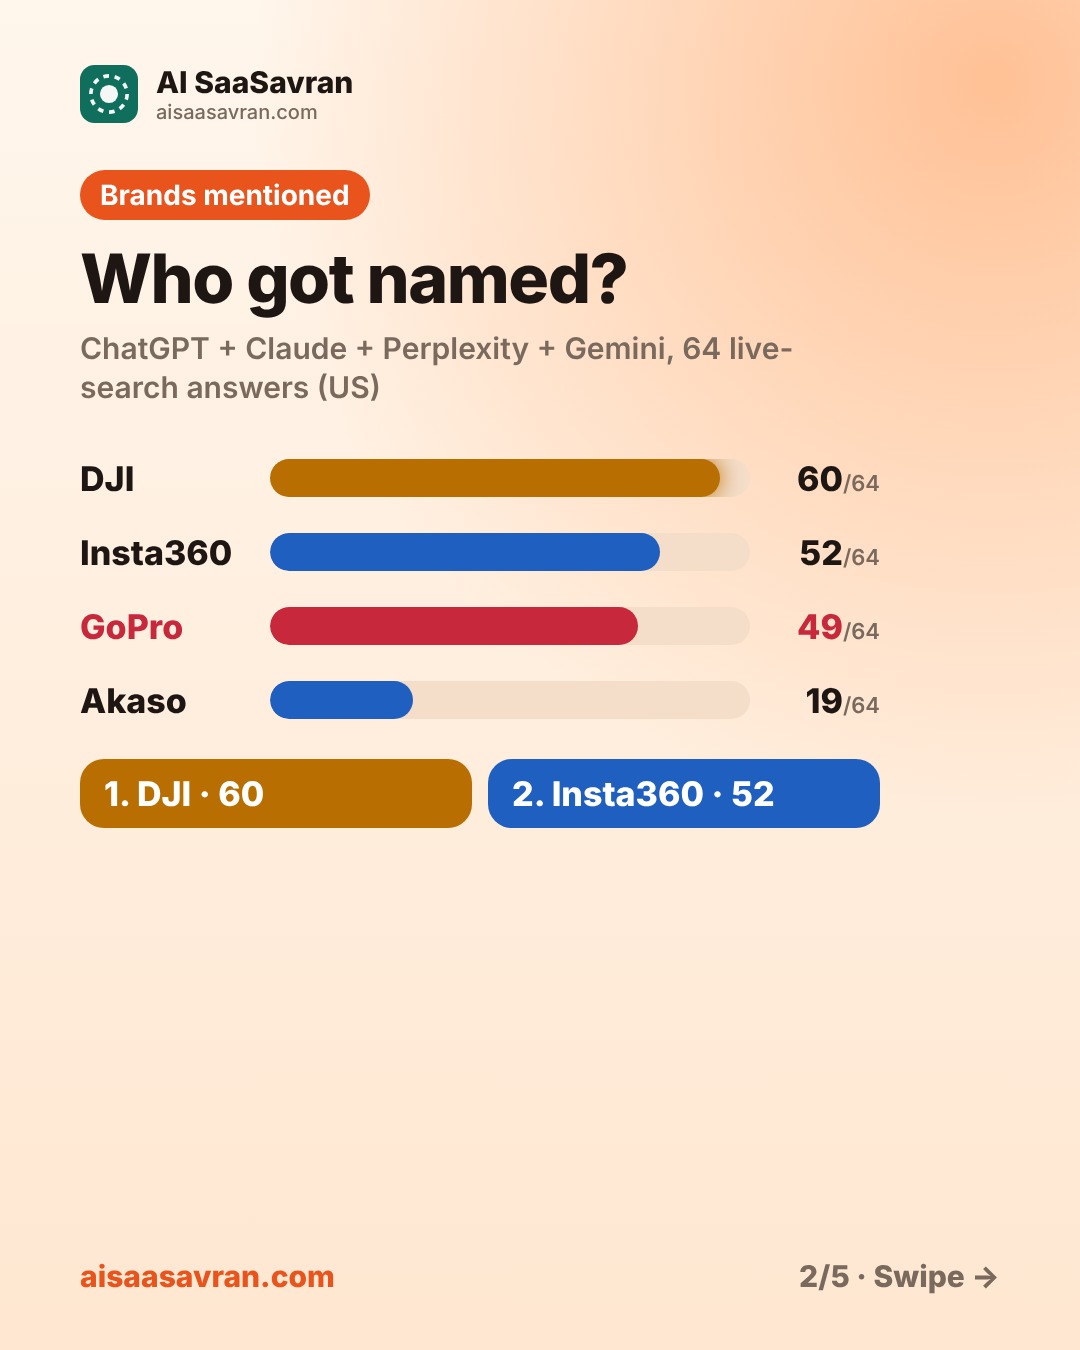 AI SaaSavran
aisaasavran.com
Brands mentioned
Who got named?
ChatGPT + Claude + Perplexity + Gemini, 64 live-
search answers (US)
DJI 60/64
Insta360 52/64
GoPro 49/64
Akaso 19/64
1. DJI · 60
2. Insta360 · 52
aisaasavran.com
2/5 · Swipe →